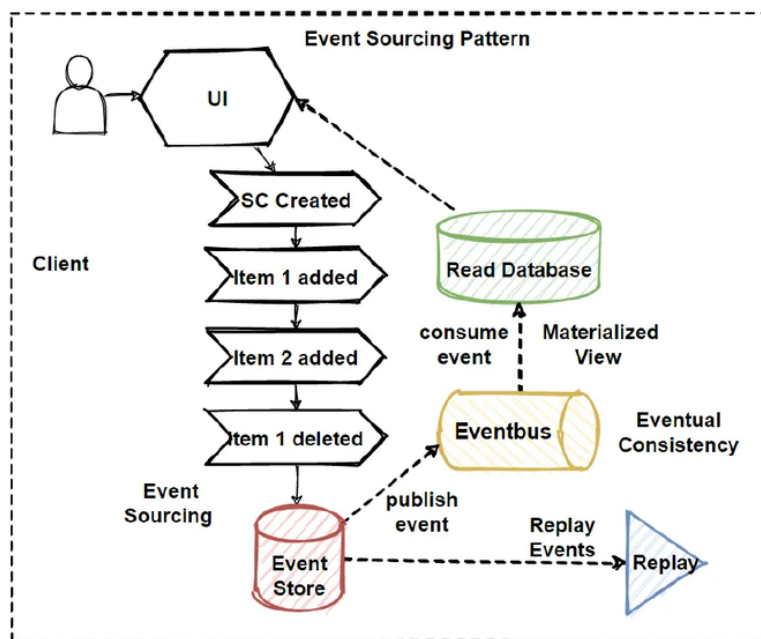 Event Sourcing Pattern
UI
SC Created
Client
Item 1 added
Read Database
consume
event
Materialized
View
Item 2 added
Item 1 deleted
Eventbus
Eventual
Consistency
Event
Sourcing
publish
event
Replay
Events
Event
Store
Replay